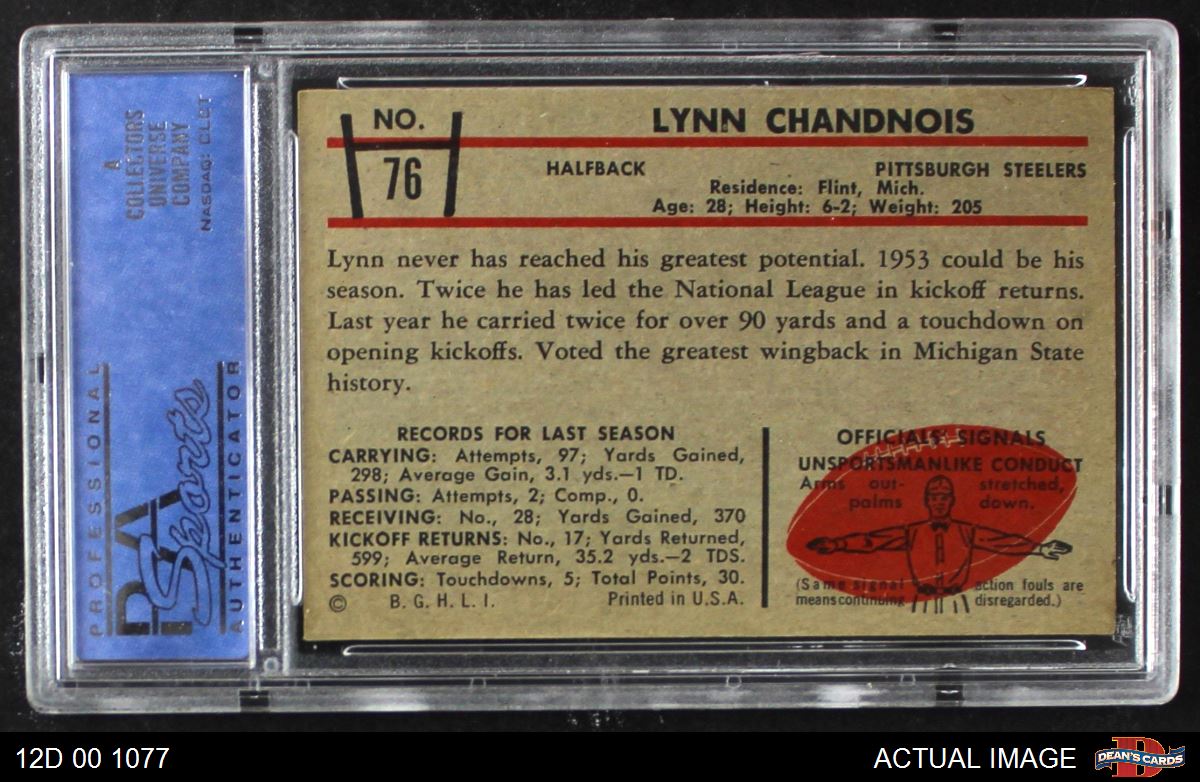 A
COLLECTORS
UNIVERSE
COMPANY
NASDAQ: CLCT
PROFESSIONAL
PSA
Sports
AUTHENTICATOR
NO.
76
LYNN CHANDNOIS
HALFBACK
PITTSBURGH STEELERS
Residence: Flint, Mich.
Age: 28; Height: 6-2; Weight: 205
Lynn never has reached his greatest potential. 1953 could be his
season. Twice he has led the National League in kickoff returns.
Last year he carried twice for over 90 yards and a touchdown on
opening kickoffs. Voted the greatest wingback in Michigan State
history.
RECORDS FOR LAST SEASON
CARRYING: Attempts, 97; Yards Gained,
298; Average Gain, 3.1 yds.—1 TD.
PASSING: Attempts, 2; Comp., 0.
RECEIVING: No., 28; Yards Gained, 370
KICKOFF RETURNS: No., 17; Yards Returned,
599; Average Return, 35.2 yds.—2 TDS.
SCORING: Touchdowns, 5; Total Points, 30.
© B. G. H. L. I. Printed in U.S.A.
OFFICIALS' SIGNALS
UNSPORTSMANLIKE CONDUCT
Arms out- stretched,
palms down.
(Same signal action fouls are
means continuing disregarded.)
12D 00 1077
ACTUAL IMAGE
D
DEAN'S CARDS